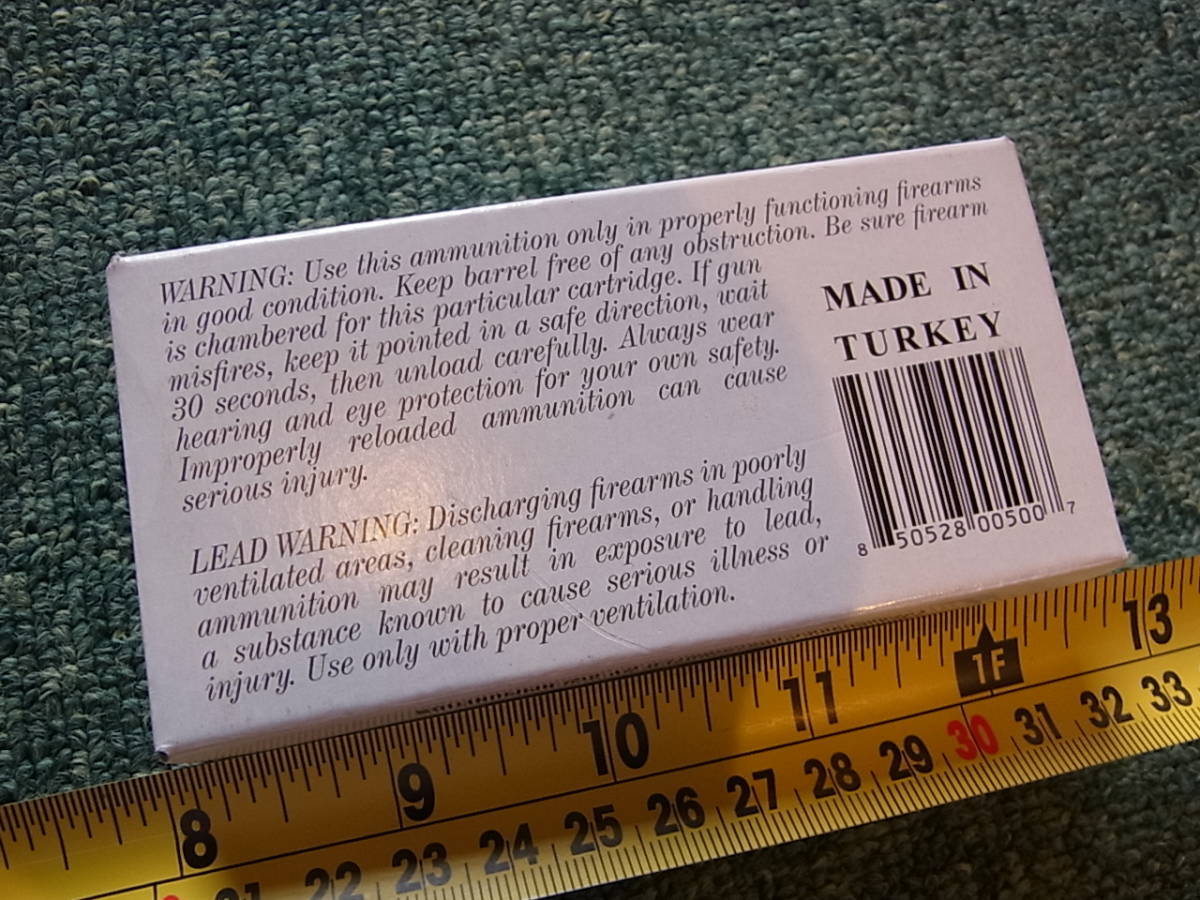 WARNING: Use this ammunition only in properly functioning firearms
in good condition. Keep barrel free of any obstruction. Be sure firearm
is chambered for this particular cartridge. If gun
misfires, keep it pointed in a safe direction, wait
30 seconds, then unload carefully. Always wear
hearing and eye protection for your own safety.
Improperly reloaded ammunition can cause
serious injury.
LEAD WARNING: Discharging firearms in poorly
ventilated areas, cleaning firearms, or handling
ammunition may result in exposure to lead,
a substance known to cause serious illness or
injury. Use only with proper ventilation.
MADE IN
TURKEY
8 50528 00500 7
8 9 10 11 1F 13
21 22 23 24 25 26 27 28 29 30 31 32 33